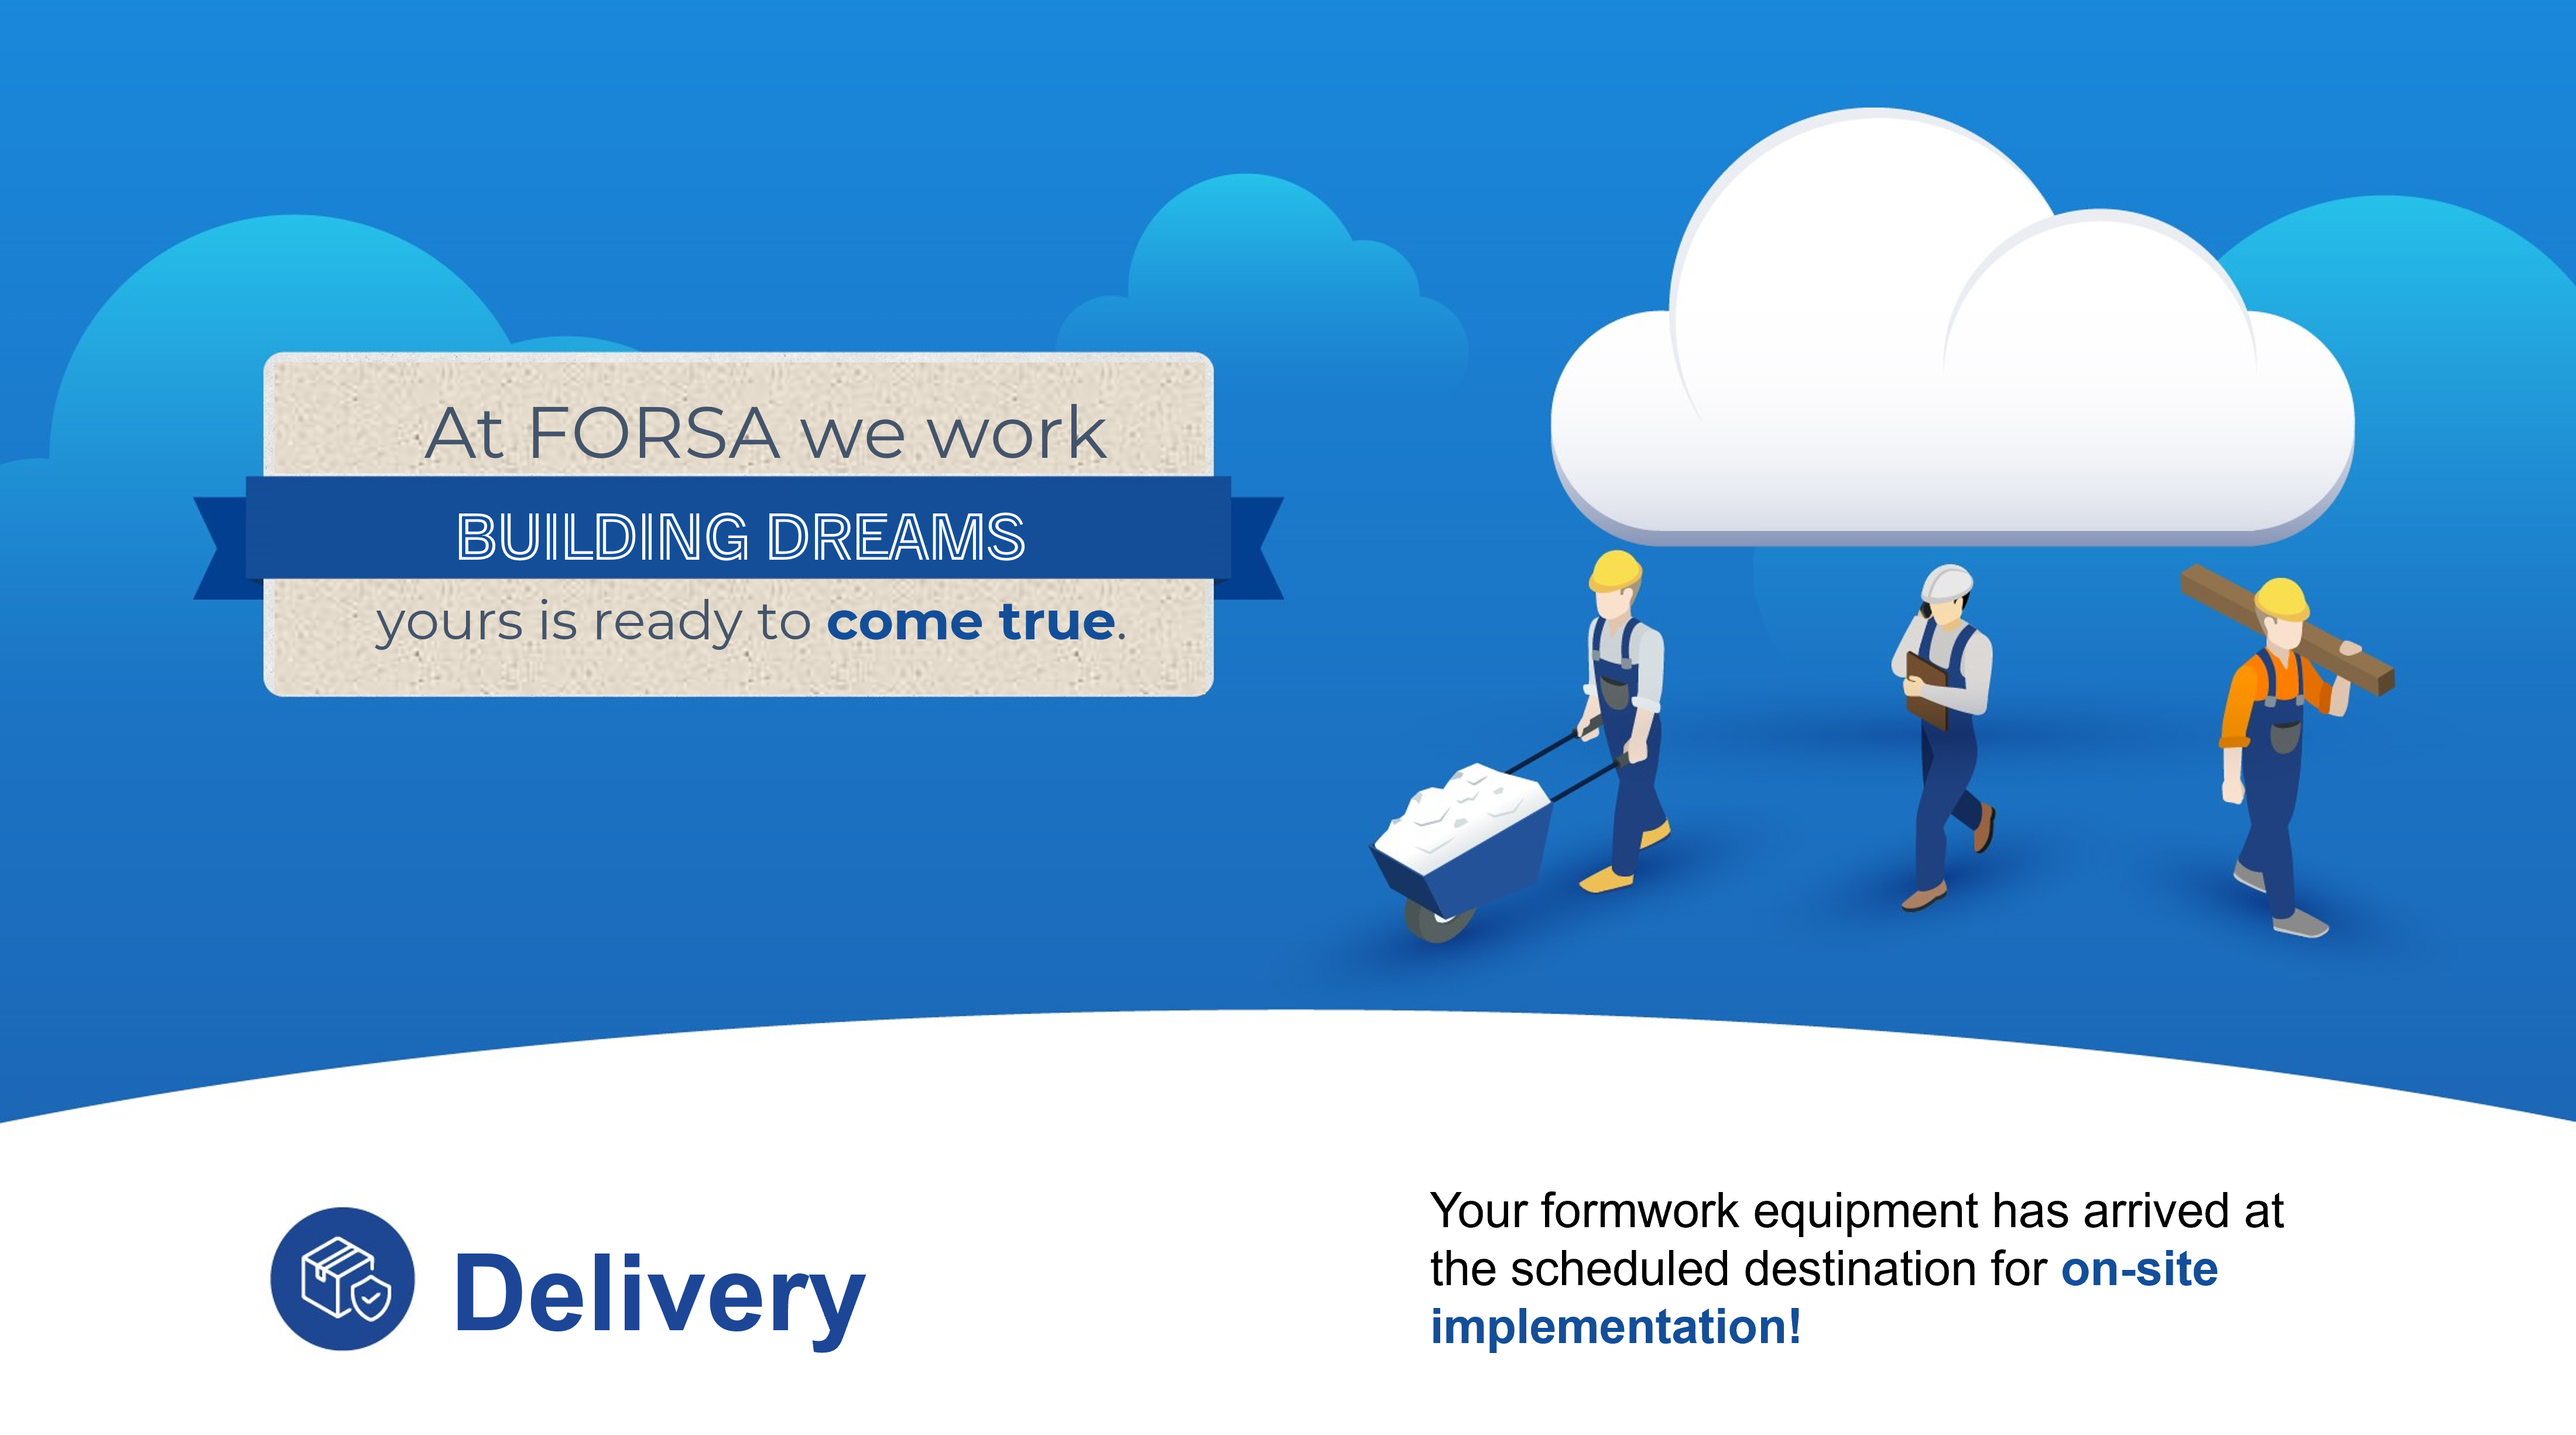 At FORSA we work
BUILDING DREAMS
yours is ready to come true.
Delivery
Your formwork equipment has arrived at
the scheduled destination for on-site
implementation!